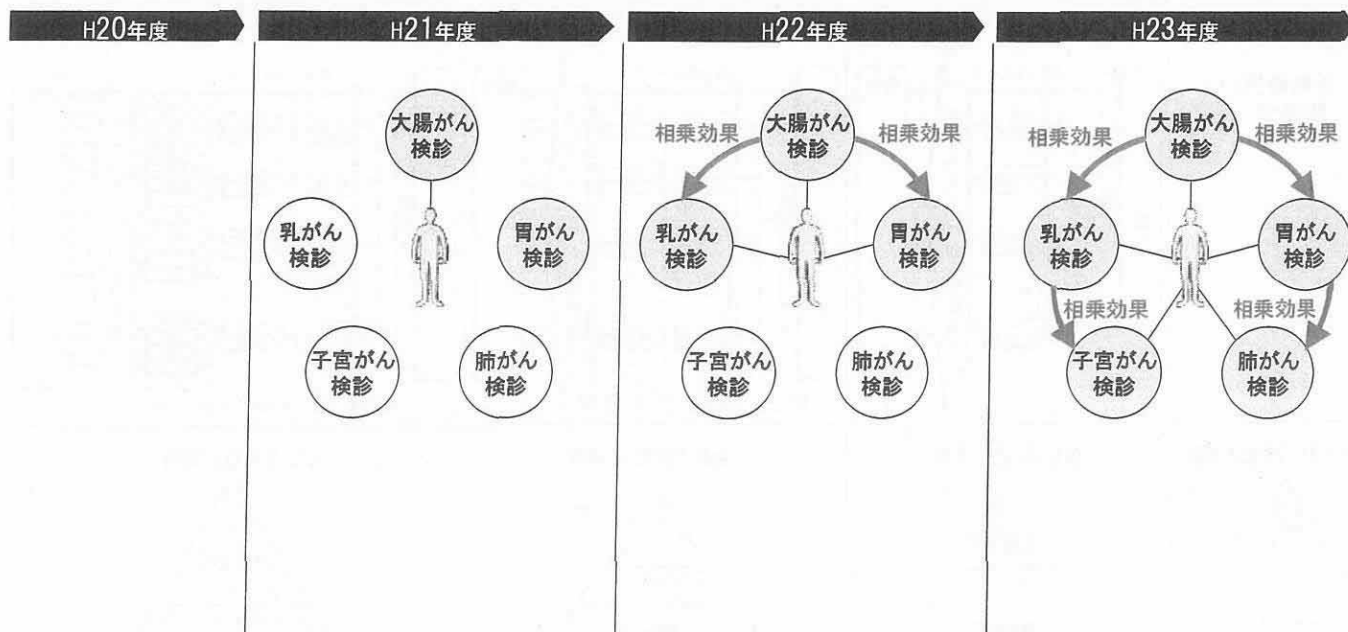 H20年度
H21年度
H22年度
H23年度
大腸がん
検診
乳がん
検診
胃がん
検診
子宮がん
検診
肺がん
検診
大腸がん
検診
相乗効果
相乗効果
乳がん
検診
胃がん
検診
子宮がん
検診
肺がん
検診
大腸がん
検診
相乗効果
相乗効果
乳がん
検診
胃がん
検診
相乗効果
相乗効果
子宮がん
検診
肺がん
検診